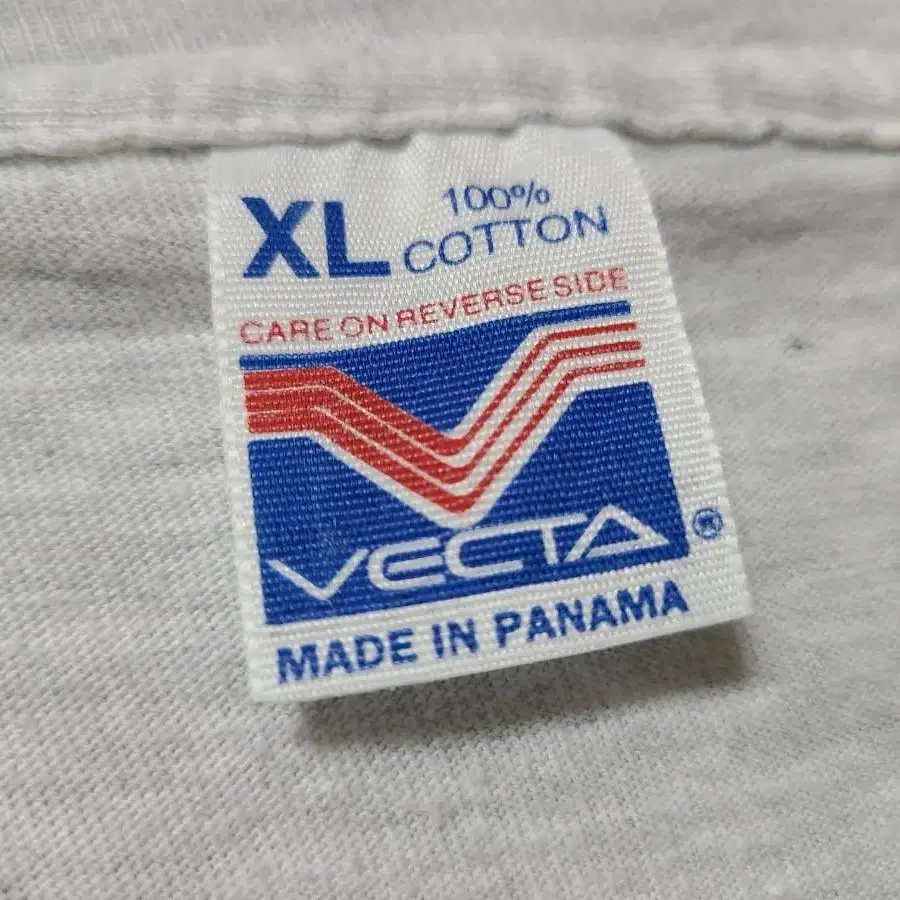 XL 100% COTTON
CARE ON REVERSE SIDE
VECTA ®
MADE IN PANAMA